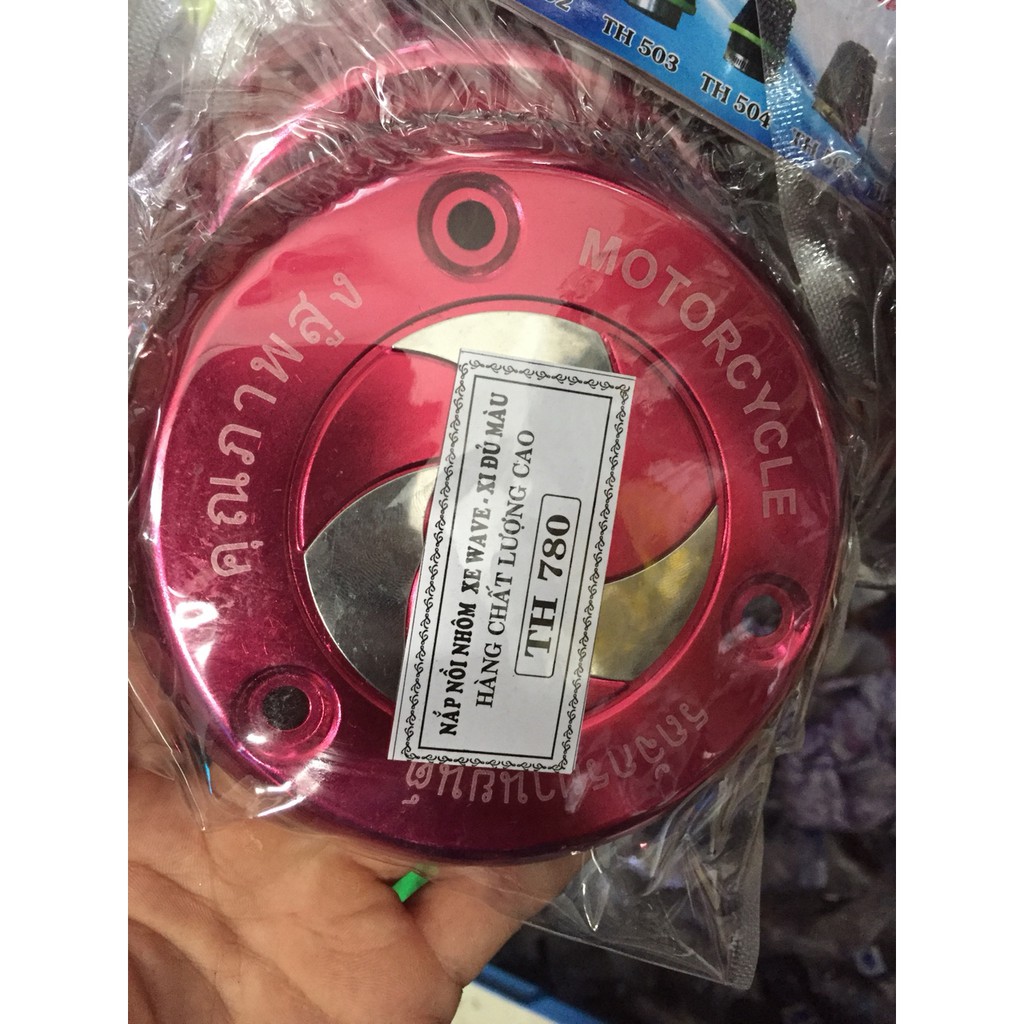 TH 503
TH 504
MOTORCYCLE
คุณภาพสูง
NẮP NỒI NHÔM XE WAVE - XI ĐỦ MÀU
HÀNG CHẤT LƯỢNG CAO
TH 780